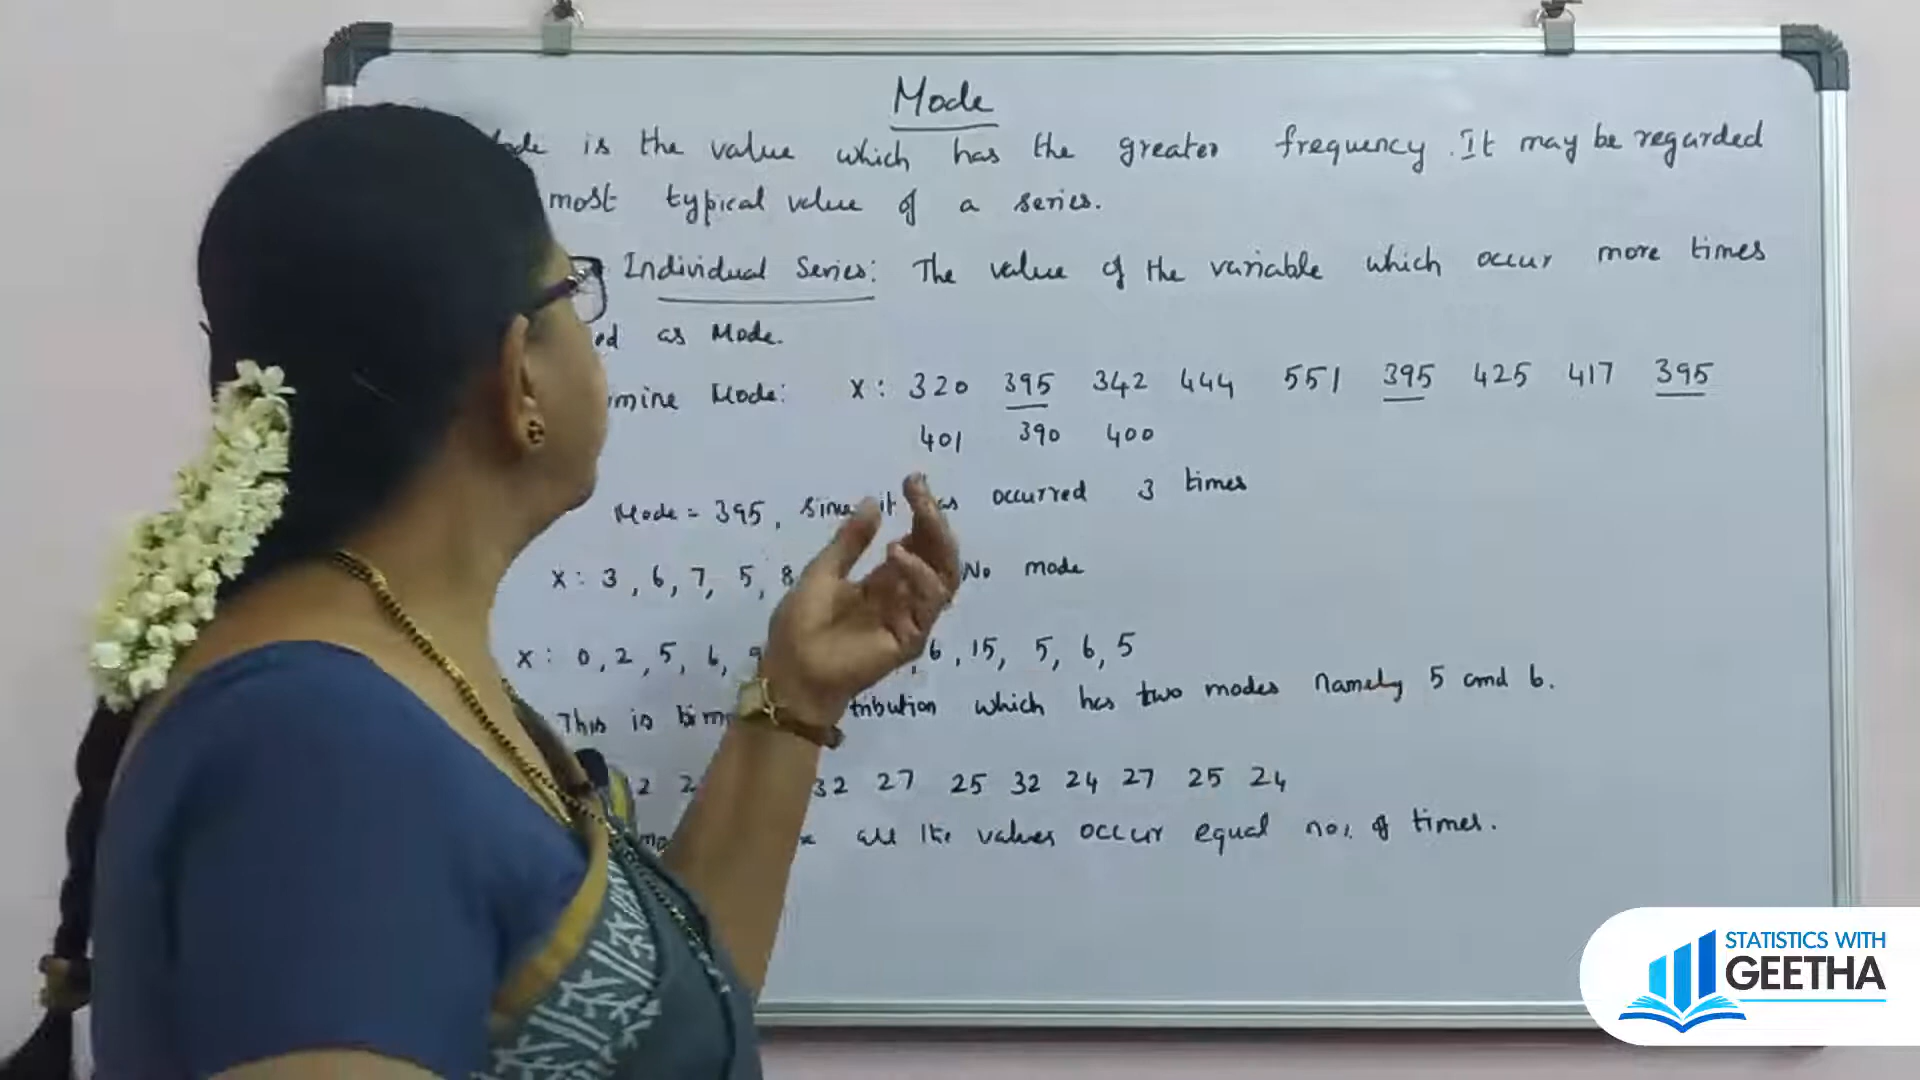 Mode
is the value which has the greater frequency. It may be regarded
most typical value of a series.
Individual Series: The value of the variable which occur more times
as Mode.
Mode: X: 320 395 342 444 551 395 425 417 395
401 390 400
Mode = 395, occurred 3 times
X: 3, 6, 7, 5, 8 No mode
X: 0, 2, 5, 6, 6, 15, 5, 6, 5
This is which has two modes namely 5 and 6.
32 27 25 32 24 27 25 24
all the values occur equal no. of times.
STATISTICS WITH
GEETHA